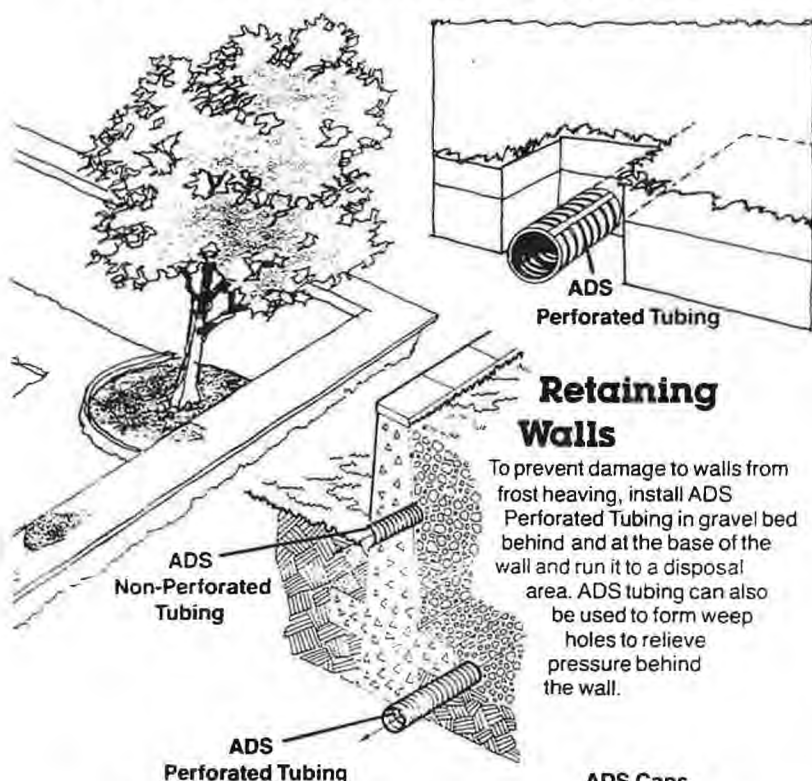 ADS
Perforated Tubing
Retaining
Walls
To prevent damage to walls from
frost heaving, install ADS
Perforated Tubing in gravel bed
behind and at the base of the
wall and run it to a disposal
area. ADS tubing can also
be used to form weep
holes to relieve
pressure behind
the wall.
ADS
Non-Perforated
Tubing
ADS
Perforated Tubing
ADS Caps